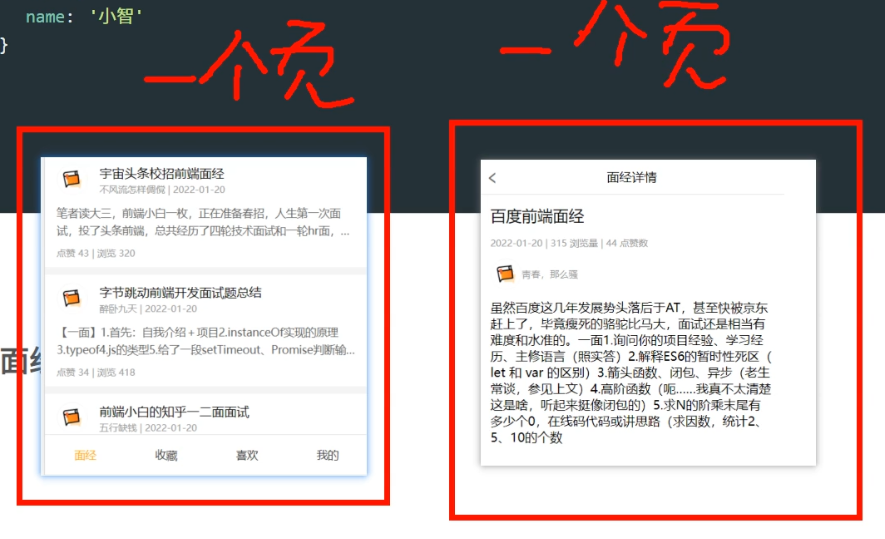 name: '小智'
}
一个页
一个页
宇宙头条校招前端面经
不风流怎样倜傥 | 2022-01-20
笔者读大三，前端小白一枚，正在准备春招，人生第一次面
试，投了头条前端，总共经历了四轮技术面试和一轮hr面，...
点赞 43 | 浏览 320
字节跳动前端开发面试题总结
醉卧九天 | 2022-01-20
【一面】1.首先：自我介绍＋项目2.instanceOf实现的原理
3.typeof4.js的类型5.给了一段setTimeout、Promise判断输...
点赞 34 | 浏览 418
前端小白的知乎一二面面试
五行缺钱 | 2022-01-20
面经
收藏
喜欢
我的
面经详情
百度前端面经
2022-01-20 | 315 浏览量 | 44 点赞数
青春，那么骚
虽然百度这几年发展势头落后于AT，甚至快被京东
赶上了，毕竟瘦死的骆驼比马大，面试还是相当有
难度和水准的。一面1.询问你的项目经验、学习经
历、主修语言（照实答）2.解释ES6的暂时性死区（
let 和 var 的区别）3.箭头函数、闭包、异步（老生
常谈，参见上文）4.高阶函数（呃......我真不太清楚
这是啥，听起来挺像闭包的）5.求N的阶乘末尾有
多少个0，在线码代码或讲思路（求因数，统计2、
5、10的个数
面